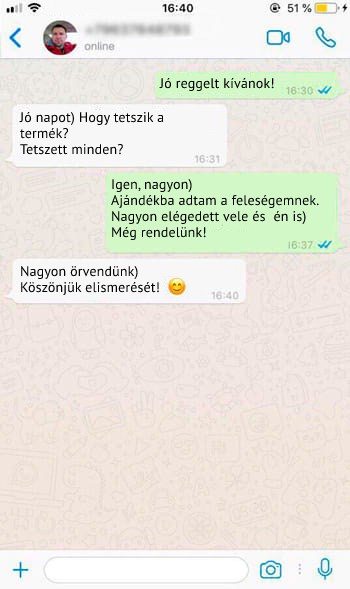 16:40
51 %
online
Jó reggelt kívánok!
16:30
Jó napot) Hogy tetszik a
termék?
Tetszett minden?
16:31
Igen, nagyon)
Ajándékba adtam a feleségemnek.
Nagyon elégedett vele és én is)
Még rendelünk!
16:37
Nagyon örvendünk)
Köszönjük elismerését! 😊
16:40